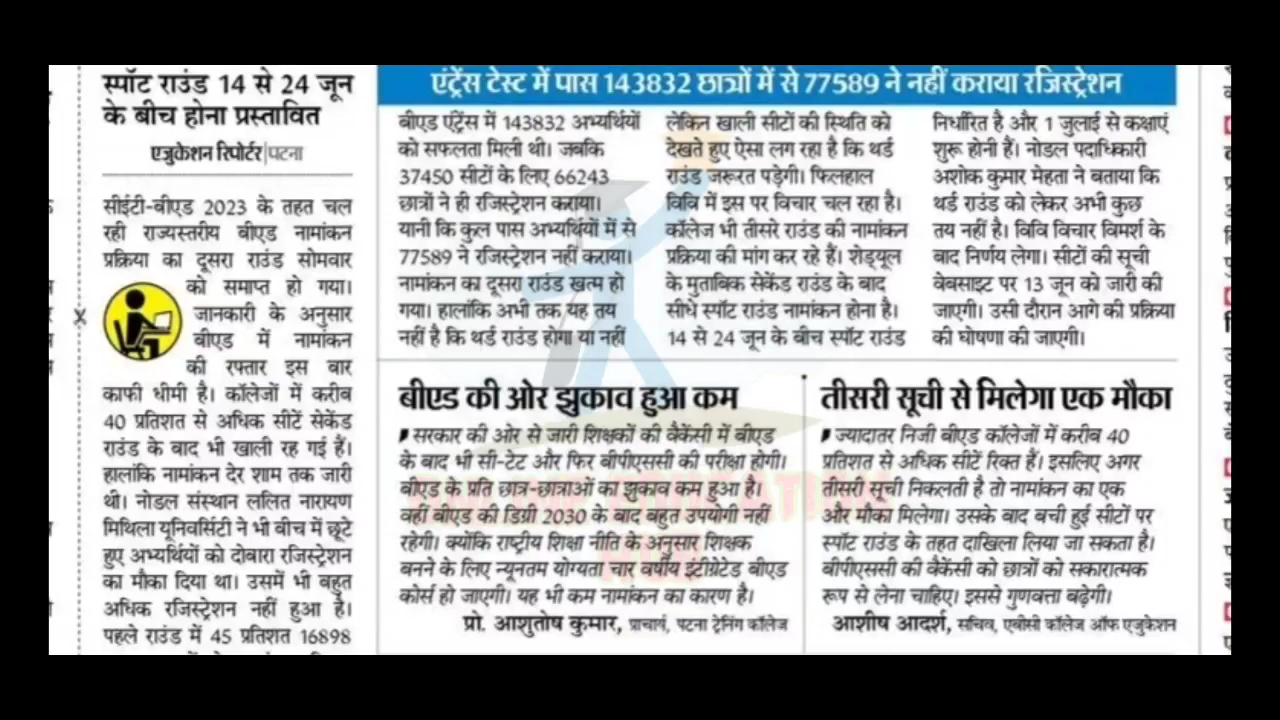 स्पॉट राउंड 14 से 24 जून
के बीच होना प्रस्तावित
एजुकेशन रिपोर्टर|पटना
सीईटी-बीएड 2023 के तहत चल
रही राज्यस्तरीय बीएड नामांकन
प्रक्रिया का दूसरा राउंड सोमवार
को समाप्त हो गया।
जानकारी के अनुसार
बीएड में नामांकन
की रफ्तार इस बार
काफी धीमी है। कॉलेजों में करीब
40 प्रतिशत से अधिक सीटें सेकेंड
राउंड के बाद भी खाली रह गई हैं।
हालांकि नामांकन देर शाम तक जारी
थी। नोडल संस्थान ललित नारायण
मिथिला यूनिवर्सिटी ने भी बीच में छूटे
हुए अभ्यर्थियों को दोबारा रजिस्ट्रेशन
का मौका दिया था। उसमें भी बहुत
अधिक रजिस्ट्रेशन नहीं हुआ है।
पहले राउंड में 45 प्रतिशत 16898
एंट्रेंस टेस्ट में पास 143832 छात्रों में से 77589 ने नहीं कराया रजिस्ट्रेशन
बीएड एंट्रेंस में 143832 अभ्यर्थियों
को सफलता मिली थी। जबकि
37450 सीटों के लिए 66243
छात्रों ने ही रजिस्ट्रेशन कराया।
यानी कि कुल पास अभ्यर्थियों में से
77589 ने रजिस्ट्रेशन नहीं कराया।
नामांकन का दूसरा राउंड खत्म हो
गया। हालांकि अभी तक यह तय
नहीं है कि थर्ड राउंड होगा या नहीं
लेकिन खाली सीटों की स्थिति को
देखते हुए ऐसा लग रहा है कि थर्ड
राउंड जरूरत पड़ेगी। फिलहाल
विवि में इस पर विचार चल रहा है।
कॉलेज भी तीसरे राउंड की नामांकन
प्रक्रिया की मांग कर रहे हैं। शेड्यूल
के मुताबिक सेकेंड राउंड के बाद
सीधे स्पॉट राउंड नामांकन होना है।
14 से 24 जून के बीच स्पॉट राउंड
निर्धारित है और 1 जुलाई से कक्षाएं
शुरू होनी हैं। नोडल पदाधिकारी
अशोक कुमार मेहता ने बताया कि
थर्ड राउंड को लेकर अभी कुछ
तय नहीं है। विवि विचार विमर्श के
बाद निर्णय लेगा। सीटों की सूची
वेबसाइट पर 13 जून को जारी की
जाएगी। उसी दौरान आगे की प्रक्रिया
की घोषणा की जाएगी।
बीएड की ओर झुकाव हुआ कम
सरकार की ओर से जारी शिक्षकों की वैकेंसी में बीएड
के बाद भी सी-टेट और फिर बीपीएससी की परीक्षा होगी।
बीएड के प्रति छात्र-छात्राओं का झुकाव कम हुआ है।
वहीं बीएड की डिग्री 2030 के बाद बहुत उपयोगी नहीं
रहेगी। क्योंकि राष्ट्रीय शिक्षा नीति के अनुसार शिक्षक
बनने के लिए न्यूनतम योग्यता चार वर्षीय इंटीग्रेटेड बीएड
कोर्स हो जाएगी। यह भी कम नामांकन का कारण है।
प्रो. आशुतोष कुमार, प्राचार्य, पटना ट्रेनिंग कॉलेज
तीसरी सूची से मिलेगा एक मौका
ज्यादातर निजी बीएड कॉलेजों में करीब 40
प्रतिशत से अधिक सीटें रिक्त हैं। इसलिए अगर
तीसरी सूची निकलती है तो नामांकन का एक
और मौका मिलेगा। उसके बाद बची हुई सीटों पर
स्पॉट राउंड के तहत दाखिला लिया जा सकता है।
बीपीएससी की वैकेंसी को छात्रों को सकारात्मक
रूप से लेना चाहिए। इससे गुणवत्ता बढ़ेगी।
आशीष आदर्श, सचिव, एबीसी कॉलेज ऑफ एजुकेशन